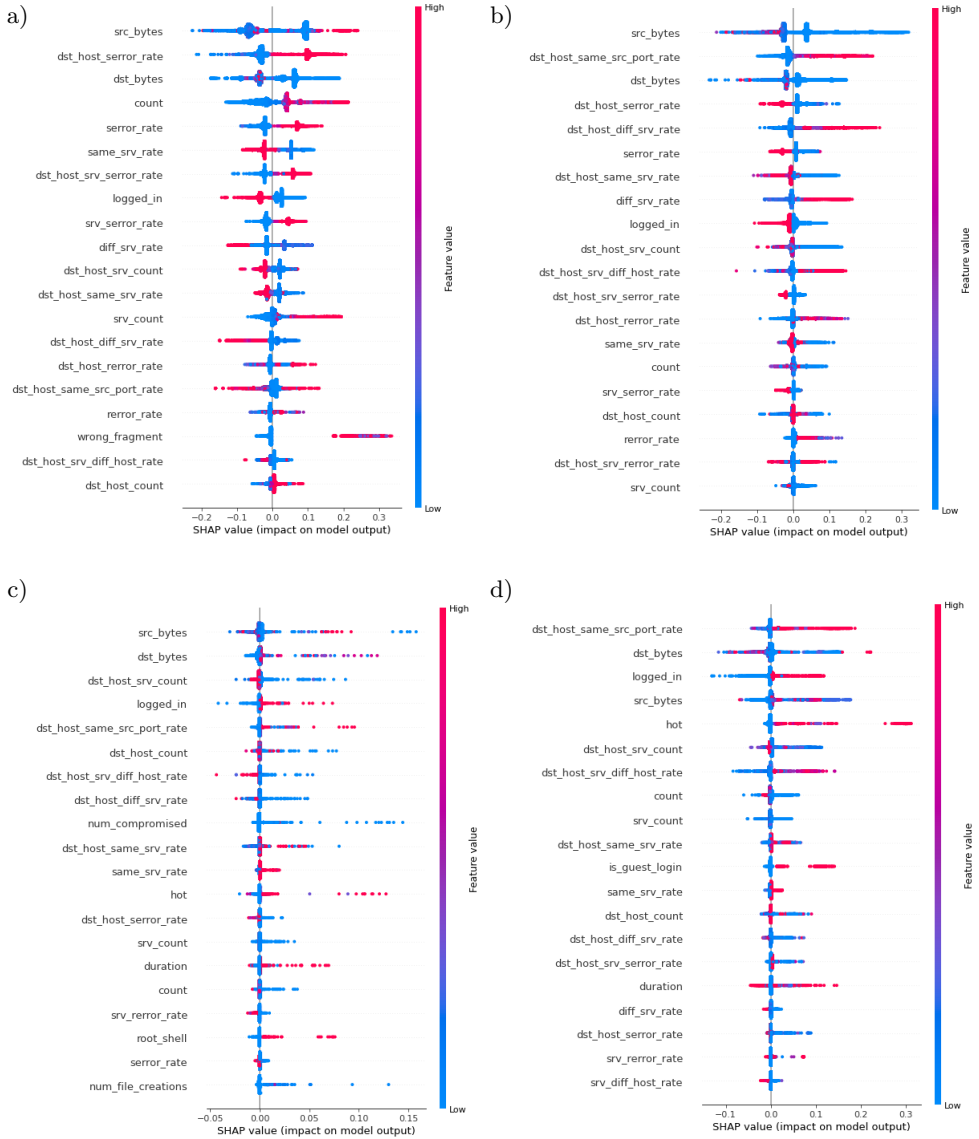 a)
High
src_bytes
dst_host_serror_rate
dst_bytes
count
serror_rate
same_srv_rate
dst_host_srv_serror_rate
logged_in
srv_serror_rate
diff_srv_rate
dst_host_srv_count
dst_host_same_srv_rate
srv_count
dst_host_diff_srv_rate
dst_host_rerror_rate
dst_host_same_src_port_rate
rerror_rate
wrong_fragment
dst_host_srv_diff_host_rate
dst_host_count
Feature value
Low
−0.2 −0.1 0.0 0.1 0.2 0.3
SHAP value (impact on model output)
b)
High
src_bytes
dst_host_same_src_port_rate
dst_bytes
dst_host_serror_rate
dst_host_diff_srv_rate
serror_rate
dst_host_same_srv_rate
diff_srv_rate
logged_in
dst_host_srv_count
dst_host_srv_diff_host_rate
dst_host_srv_serror_rate
dst_host_rerror_rate
same_srv_rate
count
srv_serror_rate
dst_host_count
rerror_rate
dst_host_srv_rerror_rate
srv_count
Feature value
Low
−0.2 −0.1 0.0 0.1 0.2 0.3
SHAP value (impact on model output)
c)
High
src_bytes
dst_bytes
dst_host_srv_count
logged_in
dst_host_same_src_port_rate
dst_host_count
dst_host_srv_diff_host_rate
dst_host_diff_srv_rate
num_compromised
dst_host_same_srv_rate
same_srv_rate
hot
dst_host_serror_rate
srv_count
duration
count
srv_rerror_rate
root_shell
serror_rate
num_file_creations
Feature value
Low
−0.05 0.00 0.05 0.10 0.15
SHAP value (impact on model output)
d)
High
dst_host_same_src_port_rate
dst_bytes
logged_in
src_bytes
hot
dst_host_srv_count
dst_host_srv_diff_host_rate
count
srv_count
dst_host_same_srv_rate
is_guest_login
same_srv_rate
dst_host_count
dst_host_diff_srv_rate
dst_host_srv_serror_rate
duration
diff_srv_rate
dst_host_serror_rate
srv_rerror_rate
srv_diff_host_rate
Feature value
Low
−0.1 0.0 0.1 0.2 0.3
SHAP value (impact on model output)